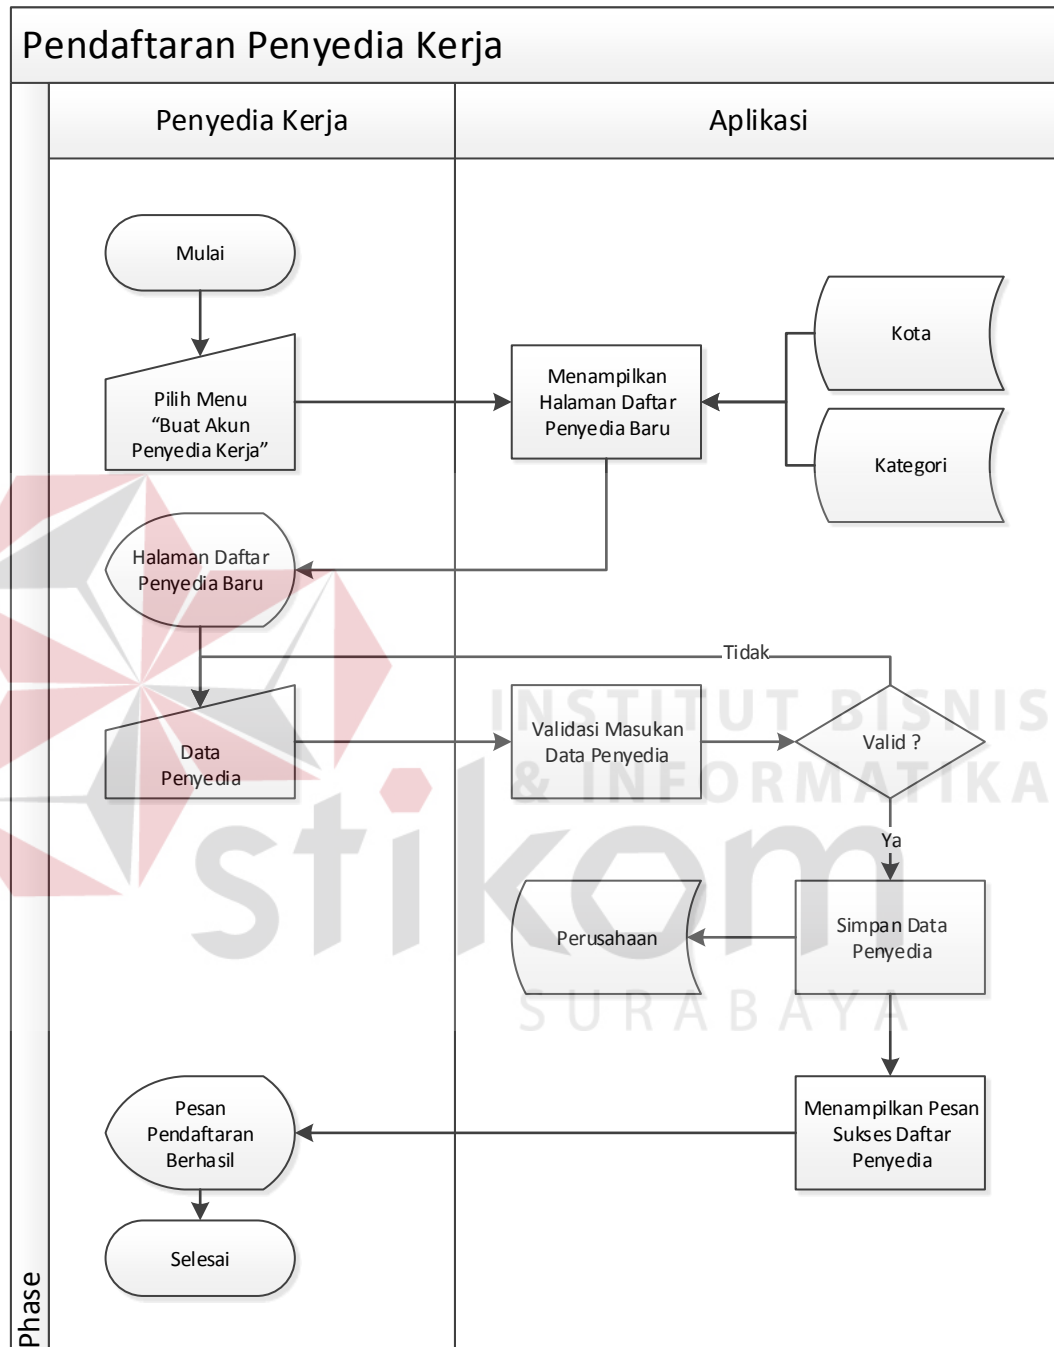 Pendaftaran Penyedia Kerja
Penyedia Kerja
Aplikasi
Mulai
Pilih Menu
“Buat Akun
Penyedia Kerja”
Menampilkan
Halaman Daftar
Penyedia Baru
Kota
Kategori
Halaman Daftar
Penyedia Baru
Tidak
Data
Penyedia
Validasi Masukan
Data Penyedia
Valid ?
Ya
Perusahaan
Simpan Data
Penyedia
Pesan
Pendaftaran
Berhasil
Menampilkan Pesan
Sukses Daftar
Penyedia
Selesai
Phase
INSTITUT BISNIS
& INFORMATIKA
stikom
SURABAYA